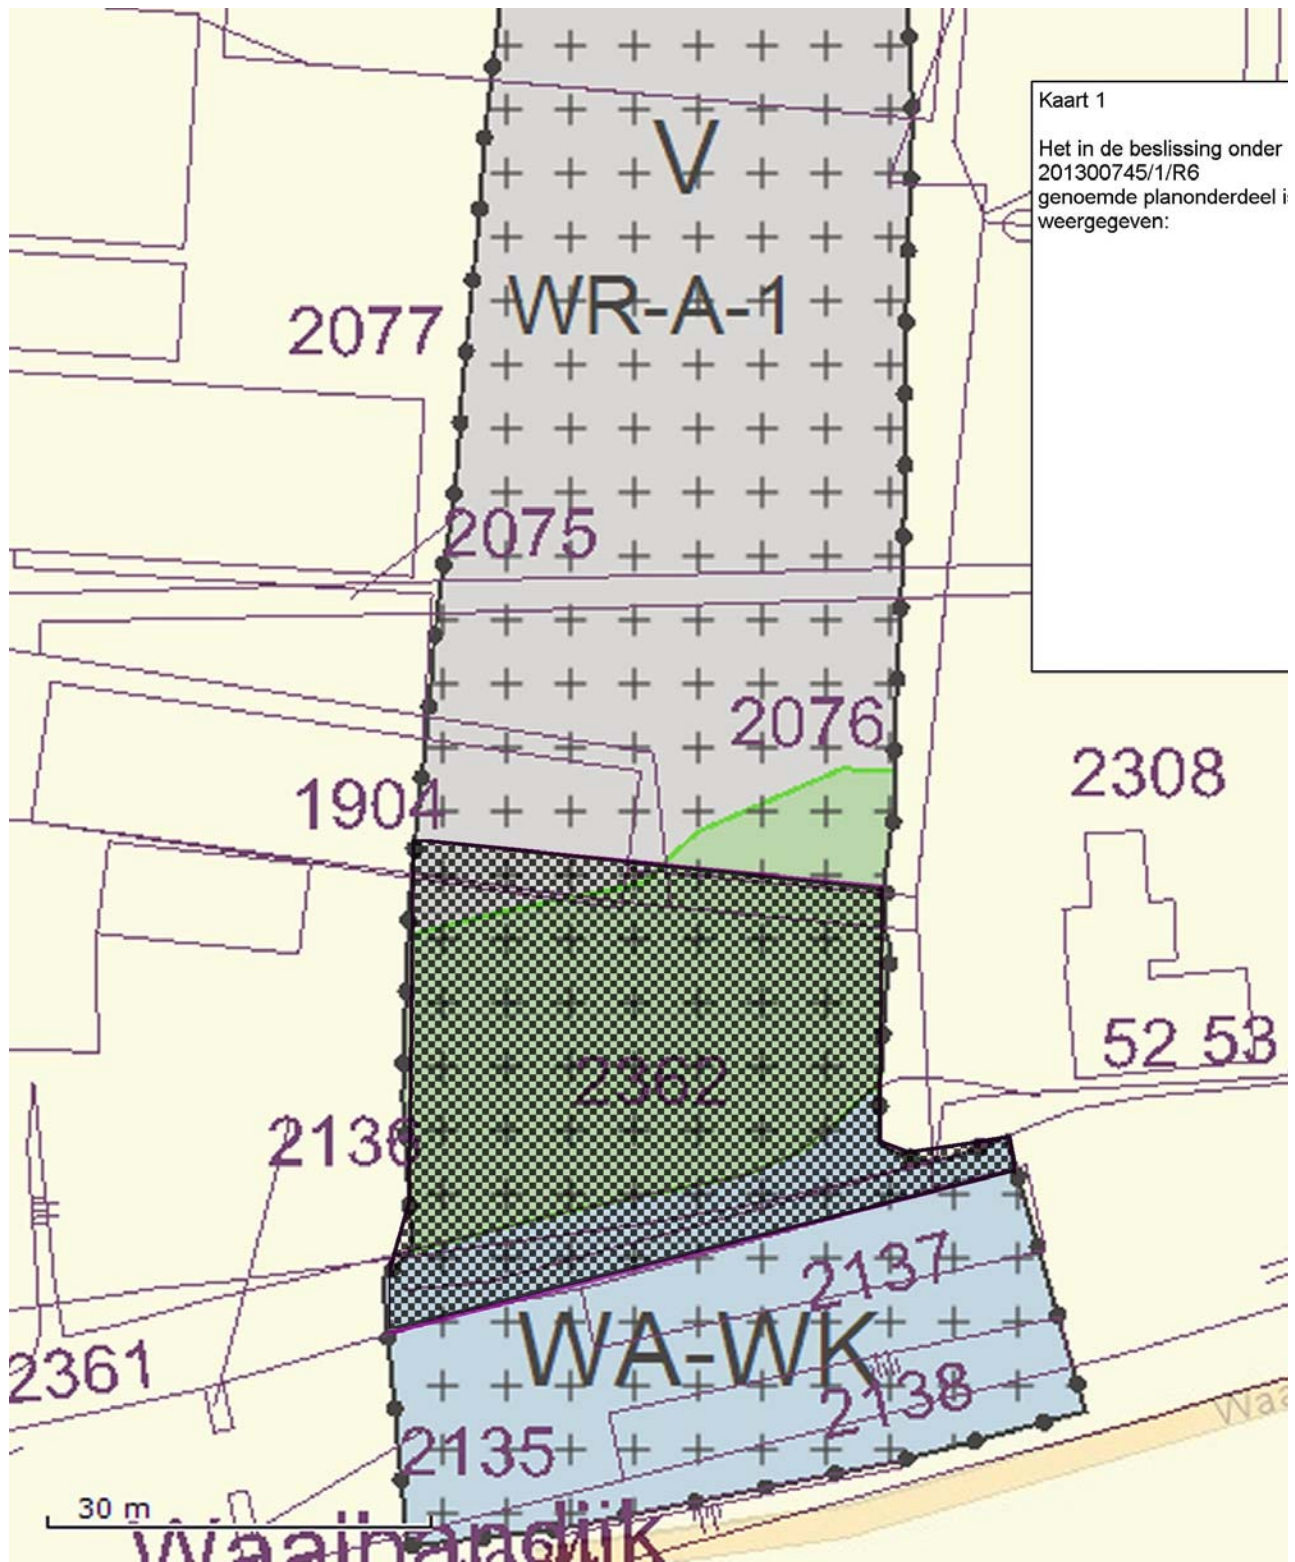 Kaart 1
Het in de beslissing onder
201300745/1/R6
genoemde planonderdeel
weergegeven:
V
WR-A-1
2077
2075
2076
1904
2308
52 53
2362
2136
2137
WA-WK
2138
2361
2135
30 m
Waalbandijk